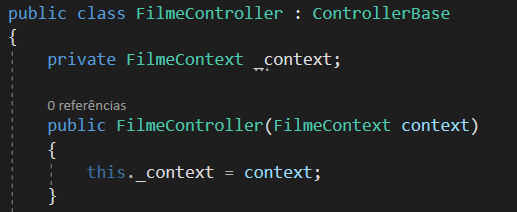 public class FilmeController : ControllerBase
{
private FilmeContext _context;
0 referências
public FilmeController(FilmeContext context)
{
this._context = context;
}